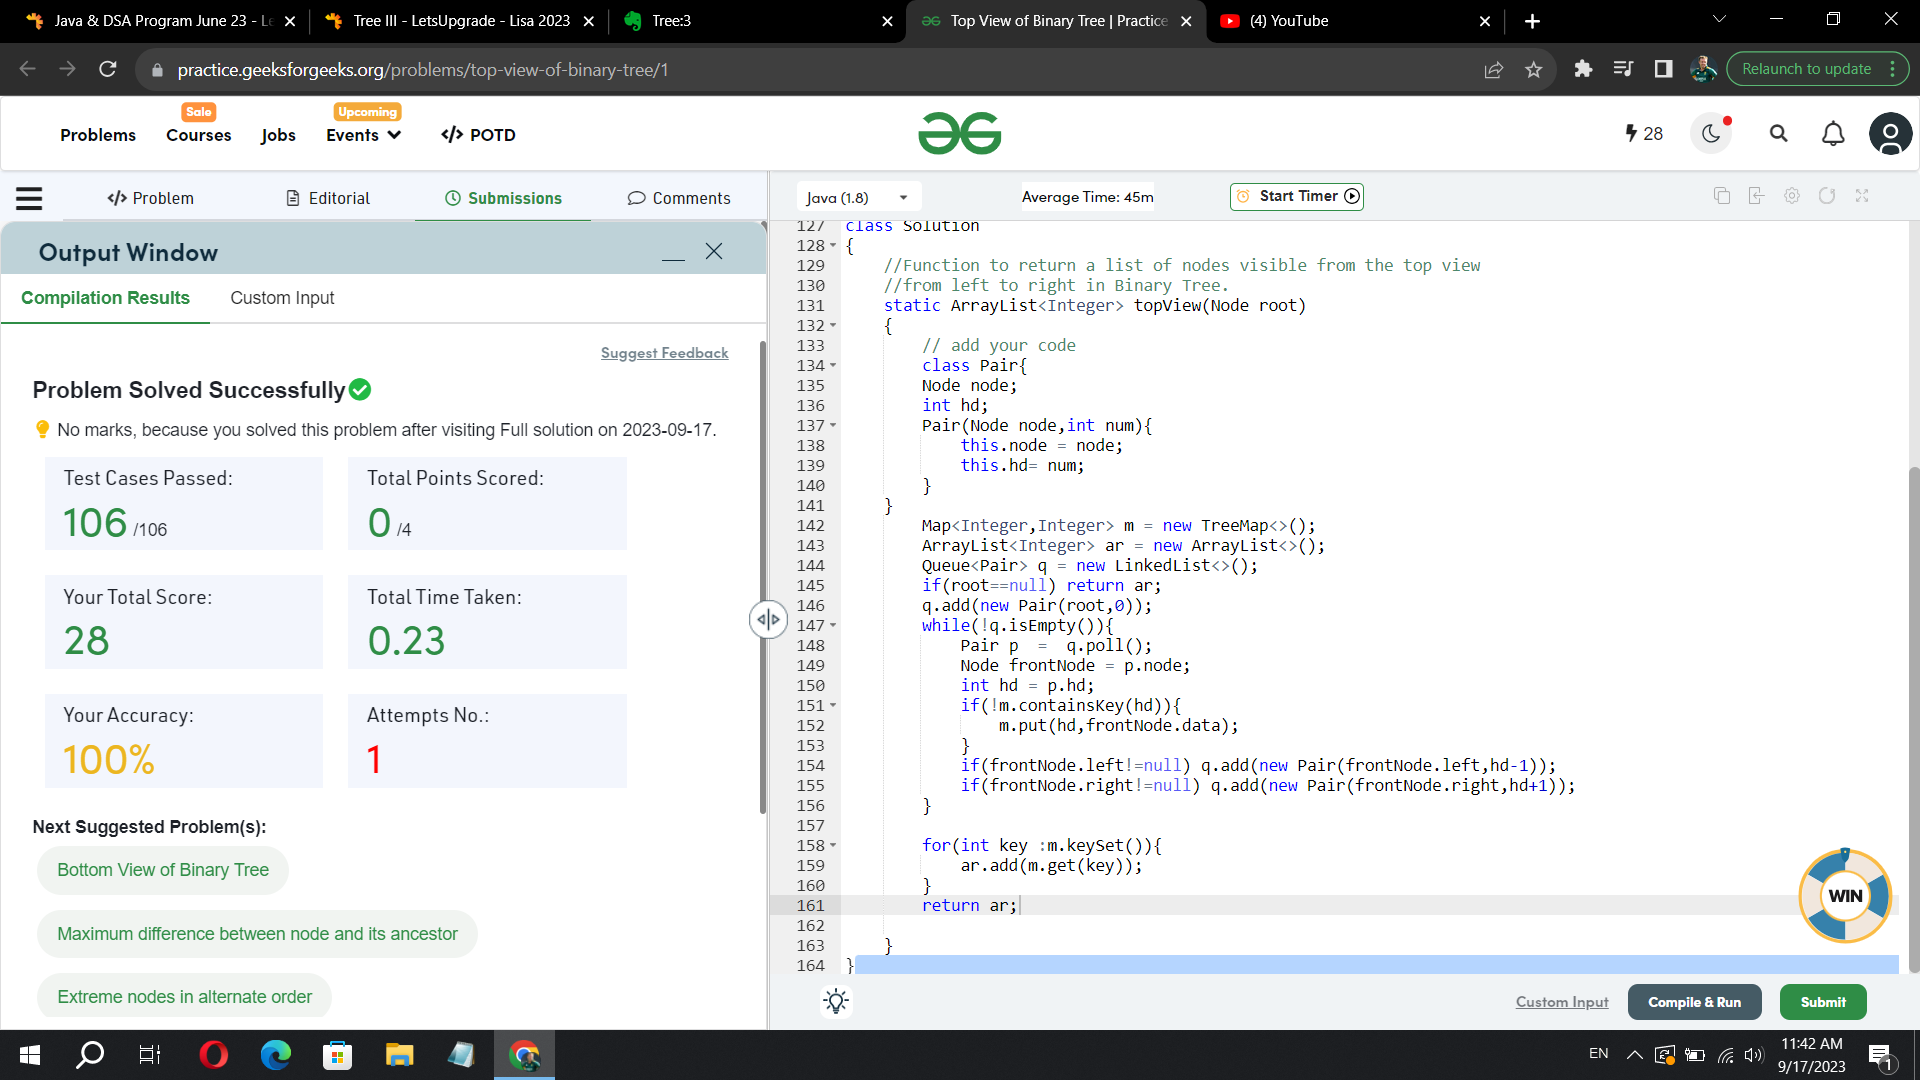 Java & DSA Program June 23 - Le
Tree III - LetsUpgrade - Lisa 2023
Tree:3
Top View of Binary Tree | Practice
(4) YouTube
practice.geeksforgeeks.org/problems/top-view-of-binary-tree/1
Relaunch to update
Problems
Sale
Courses
Jobs
Upcoming
Events
</> POTD
28
</> Problem
Editorial
Submissions
Comments
Java (1.8)
Average Time: 45m
Start Timer
Output Window
Compilation Results
Custom Input
Suggest Feedback
Problem Solved Successfully
No marks, because you solved this problem after visiting Full solution on 2023-09-17.
Test Cases Passed:
106 /106
Total Points Scored:
0 /4
Your Total Score:
28
Total Time Taken:
0.23
Your Accuracy:
100%
Attempts No.:
1
Next Suggested Problem(s):
Bottom View of Binary Tree
Maximum difference between node and its ancestor
Extreme nodes in alternate order
127 class Solution
128 {
129 //Function to return a list of nodes visible from the top view
130 //from left to right in Binary Tree.
131 static ArrayList<Integer> topView(Node root)
132 {
133 // add your code
134 class Pair{
135 Node node;
136 int hd;
137 Pair(Node node,int num){
138 this.node = node;
139 this.hd= num;
140 }
141 }
142 Map<Integer,Integer> m = new TreeMap<>();
143 ArrayList<Integer> ar = new ArrayList<>();
144 Queue<Pair> q = new LinkedList<>();
145 if(root==null) return ar;
146 q.add(new Pair(root,0));
147 while(!q.isEmpty()){
148 Pair p  =  q.poll();
149 Node frontNode = p.node;
150 int hd = p.hd;
151 if(!m.containsKey(hd)){
152 m.put(hd,frontNode.data);
153 }
154 if(frontNode.left!=null) q.add(new Pair(frontNode.left,hd-1));
155 if(frontNode.right!=null) q.add(new Pair(frontNode.right,hd+1));
156 }
157
158 for(int key :m.keySet()){
159 ar.add(m.get(key));
160 }
161 return ar;
162
163 }
164 }
WIN
Custom Input
Compile & Run
Submit
EN
11:42 AM
9/17/2023
1